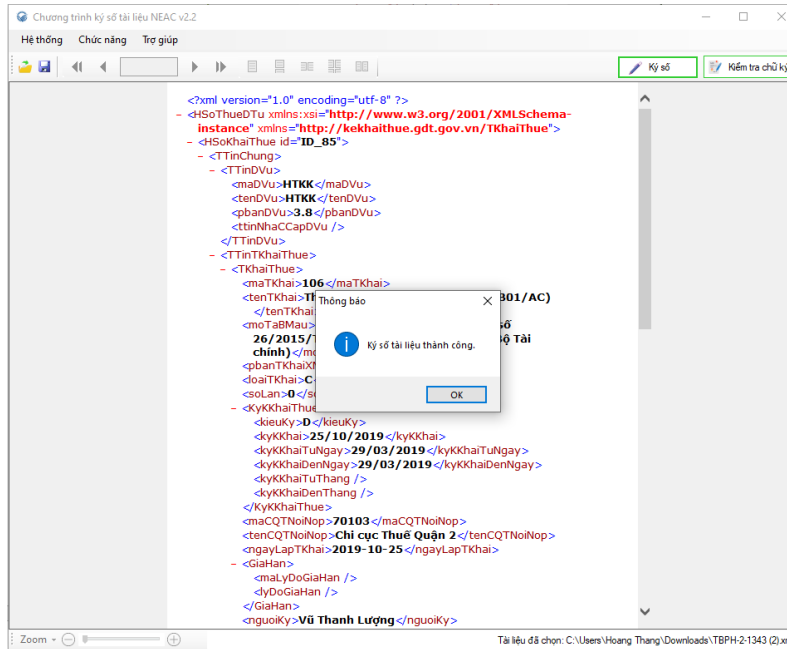 Chương trình ký số tài liệu NEAC v2.2
Hệ thống Chức năng Trợ giúp
Ký số Kiểm tra chữ ký
<?xml version="1.0" encoding="utf-8" ?>
- <HSoThueDTu xmlns:xsi="http://www.w3.org/2001/XMLSchema-
instance" xmlns="http://kekhaithue.gdt.gov.vn/TKhaiThue">
- <HSoKhaiThue id="ID_85">
- <TTinChung>
- <TTinDVu>
<maDVu>HTKK</maDVu>
<tenDVu>HTKK</tenDVu>
<pbanDVu>3.8</pbanDVu>
<ttinNhaCCapDVu />
</TTinDVu>
- <TTinTKhaiThue>
- <TKhaiThue>
<maTKhai>106</maTKhai>
<tenTKhai>Th B01/AC)
</tenTKhai
<moTaBMau> số
26/2015/T Bộ Tài
chính)</mo
<pbanTKhaiXM
<loaiTKhai>C
<soLan>0</so
- <KyKKhaiThue
Thông báo
Ký số tài liệu thành công.
OK
<kieuKy>D</kieuKy>
<kyKKhai>25/10/2019</kyKKhai>
<kyKKhaiTuNgay>29/03/2019</kyKKhaiTuNgay>
<kyKKhaiDenNgay>29/03/2019</kyKKhaiDenNgay>
<kyKKhaiTuThang />
<kyKKhaiDenThang />
</KyKKhaiThue>
<maCQTNoiNop>70103</maCQTNoiNop>
<tenCQTNoiNop>Chi cục Thuế Quận 2</tenCQTNoiNop>
<ngayLapTKhai>2019-10-25</ngayLapTKhai>
- <GiaHan>
<maLyDoGiaHan />
<lyDoGiaHan />
</GiaHan>
<nguoiKy>Vũ Thanh Lượng</nguoiKy>
Zoom
Tài liệu đã chọn: C:\Users\Hoang Thang\Downloads\TBPH-2-1343 (2).xm